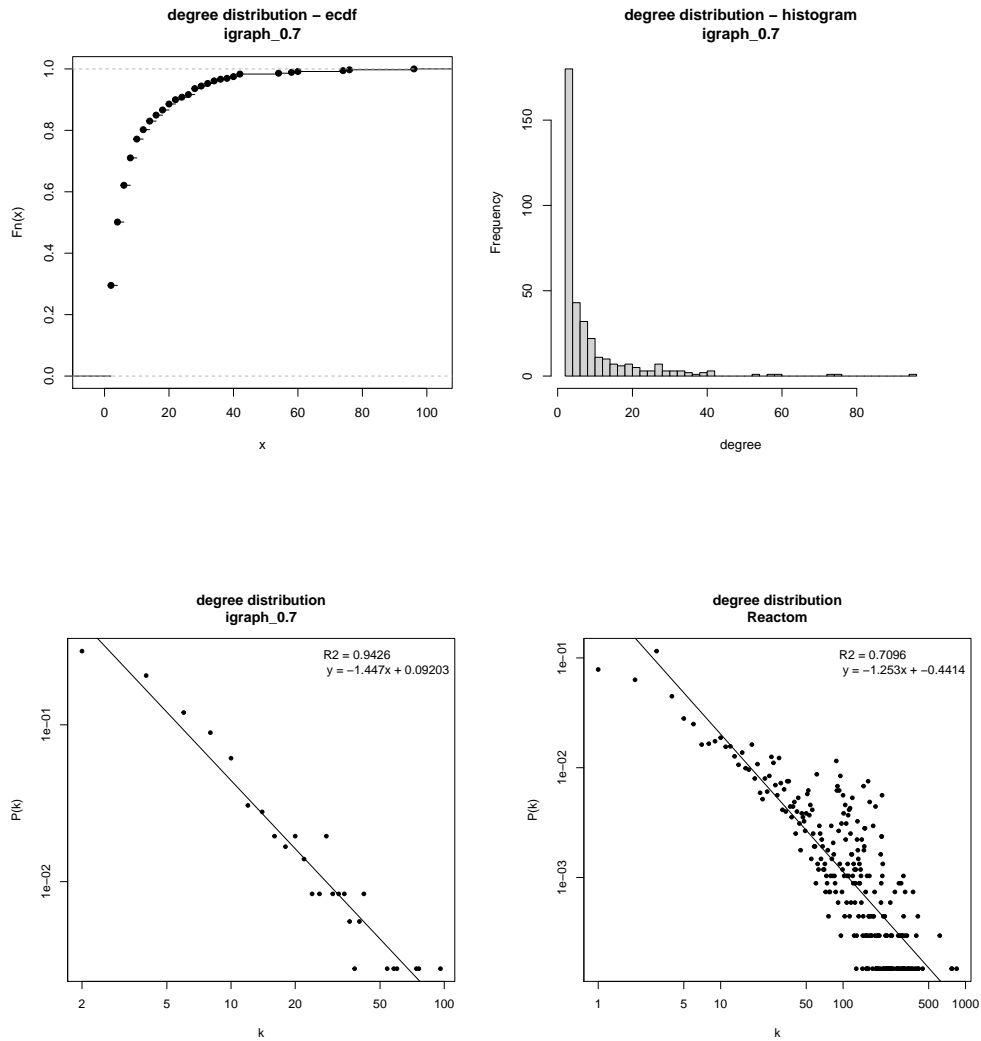 degree distribution − ecdf
igraph_0.7
Fn(x)
0.0
0.2
0.4
0.6
0.8
1.0
0
20
40
60
80
100
x
degree distribution − histogram
igraph_0.7
Frequency
0
50
100
150
0
20
40
60
80
degree
degree distribution
igraph_0.7
R2 = 0.9426
y = −1.447x + 0.09203
P(k)
1e−02
1e−01
2
5
10
20
50
100
k
degree distribution
Reactom
R2 = 0.7096
y = −1.253x + −0.4414
P(k)
1e−03
1e−02
1e−01
1
5
10
50
100
500
1000
k